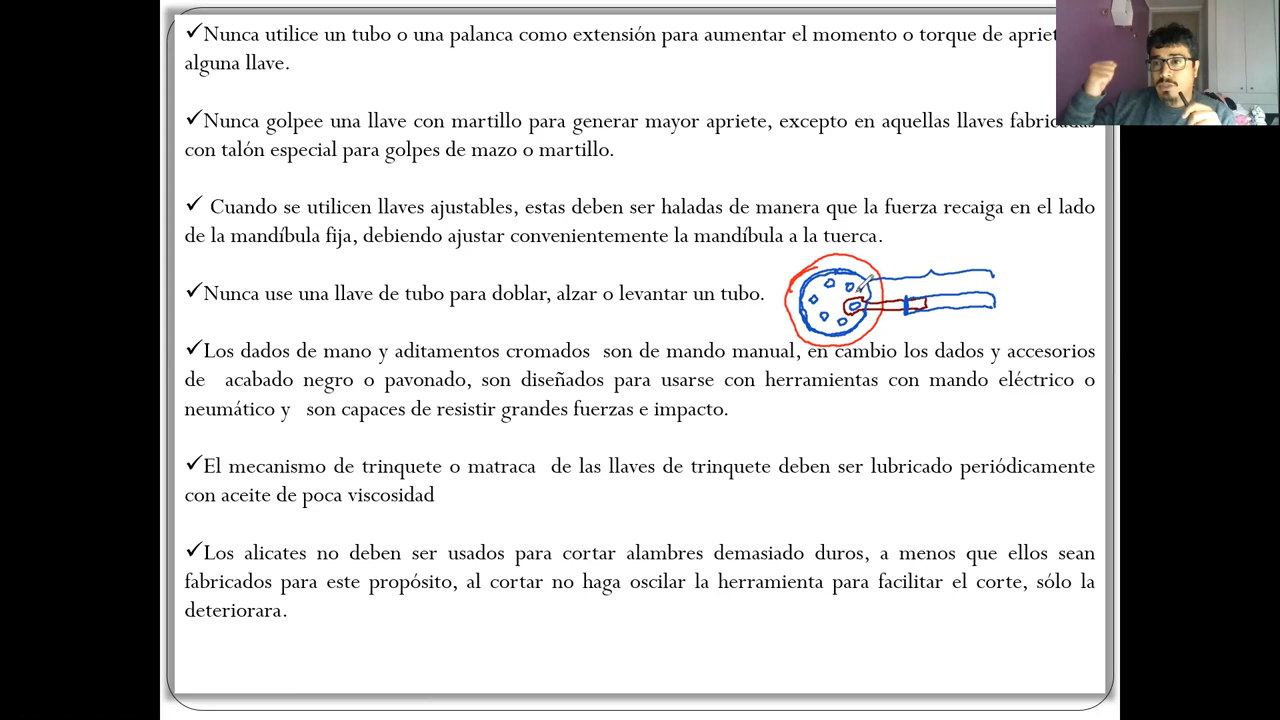 ✓Nunca utilice un tubo o una palanca como extensión para aumentar el momento o torque de apriet
alguna llave.
✓Nunca golpee una llave con martillo para generar mayor apriete, excepto en aquellas llaves fabricadas
con talón especial para golpes de mazo o martillo.
✓ Cuando se utilicen llaves ajustables, estas deben ser haladas de manera que la fuerza recaiga en el lado
de la mandíbula fija, debiendo ajustar convenientemente la mandíbula a la tuerca.
✓Nunca use una llave de tubo para doblar, alzar o levantar un tubo.
✓Los dados de mano y aditamentos cromados son de mando manual, en cambio los dados y accesorios
de acabado negro o pavonado, son diseñados para usarse con herramientas con mando eléctrico o
neumático y son capaces de resistir grandes fuerzas e impacto.
✓El mecanismo de trinquete o matraca de las llaves de trinquete deben ser lubricado periódicamente
con aceite de poca viscosidad
✓Los alicates no deben ser usados para cortar alambres demasiado duros, a menos que ellos sean
fabricados para este propósito, al cortar no haga oscilar la herramienta para facilitar el corte, sólo la
deteriorara.